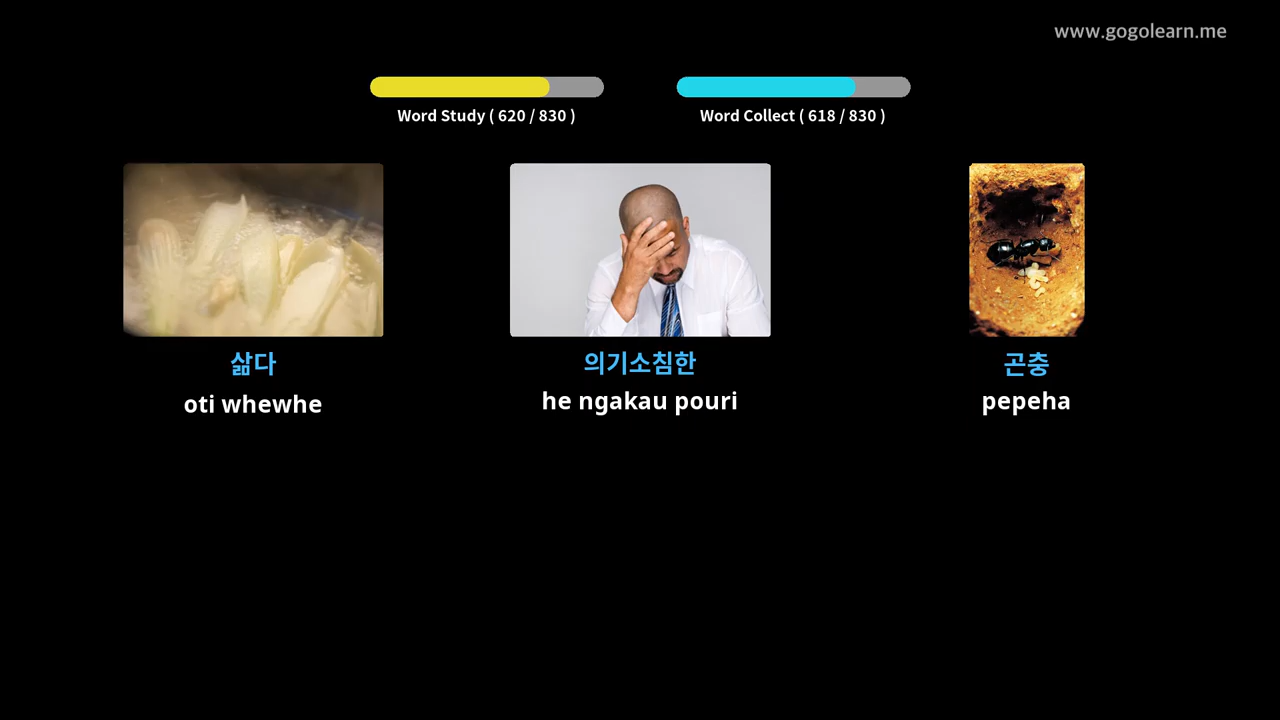 www.gogolearn.me
Word Study ( 620 / 830 )
Word Collect ( 618 / 830 )
삶다
oti whewhe
의기소침한
he ngakau pouri
곤충
pepeha